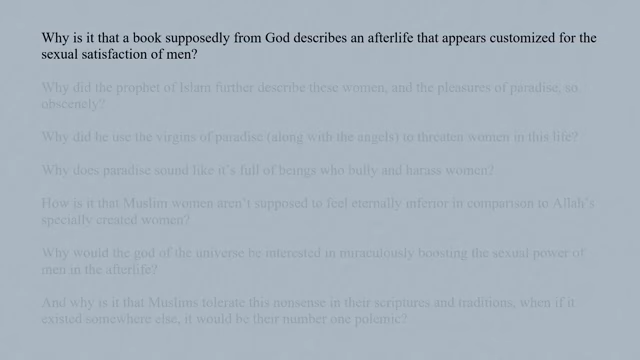 Why is it that a book supposedly from God describes an afterlife that appears customized for the
sexual satisfaction of men?
Why did the prophet of Islam further describe these women, and the pleasures of paradise, so
obscenely?
Why did he use the virgins of paradise (along with the angels) to threaten women in this life?
Why does paradise sound like it's full of beings who bully and harass women?
How is it that Muslim women aren't supposed to feel eternally inferior in comparison to Allah's
specially created women?
Why would the god of the universe be interested in miraculously boosting the sexual power of
men in the afterlife?
And why is it that Muslims tolerate this nonsense in their scriptures and traditions, when if it
existed somewhere else, it would be their number one polemic?